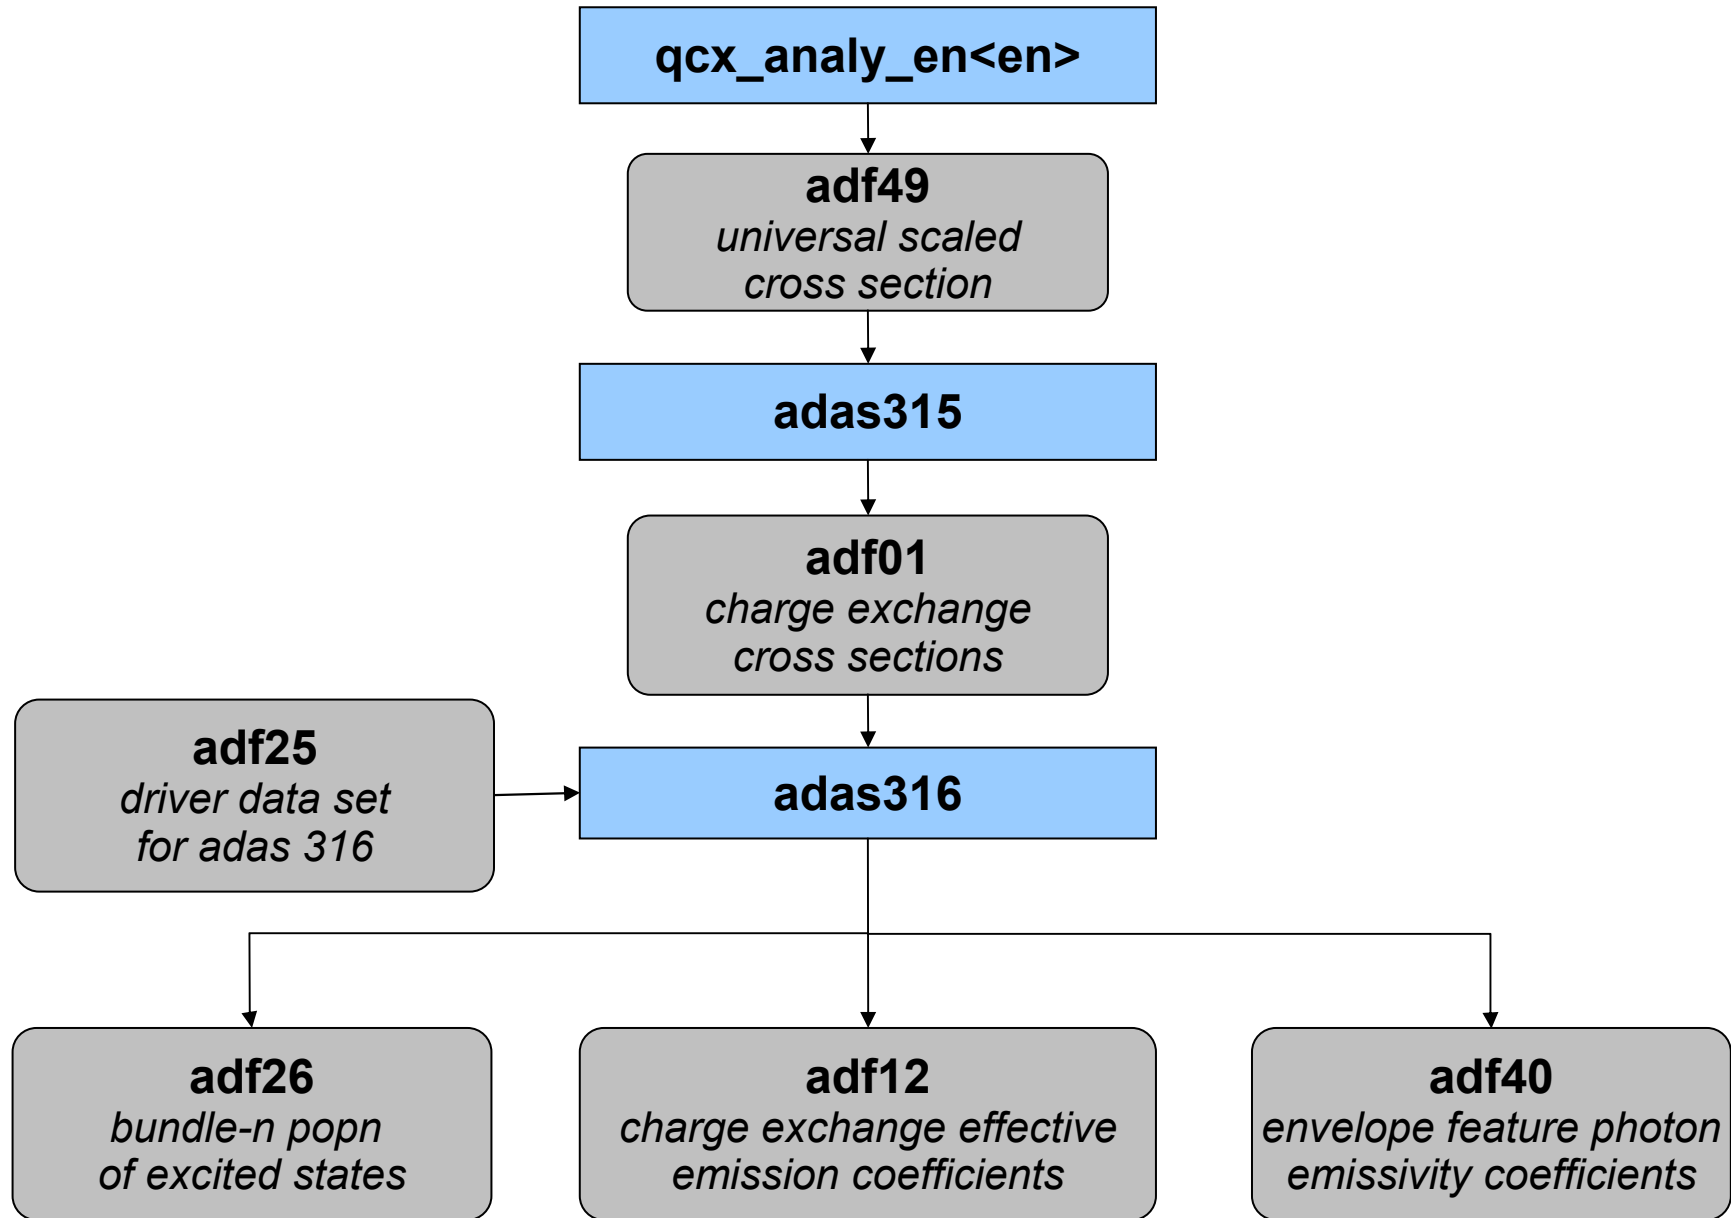 qcx_analy_en<en>
adf49
universal scaled
cross section
adas315
adf01
charge exchange
cross sections
adf25
driver data set
for adas 316
adas316
adf26
bundle-n popn
of excited states
adf12
charge exchange effective
emission coefficients
adf40
envelope feature photon
emissivity coefficients